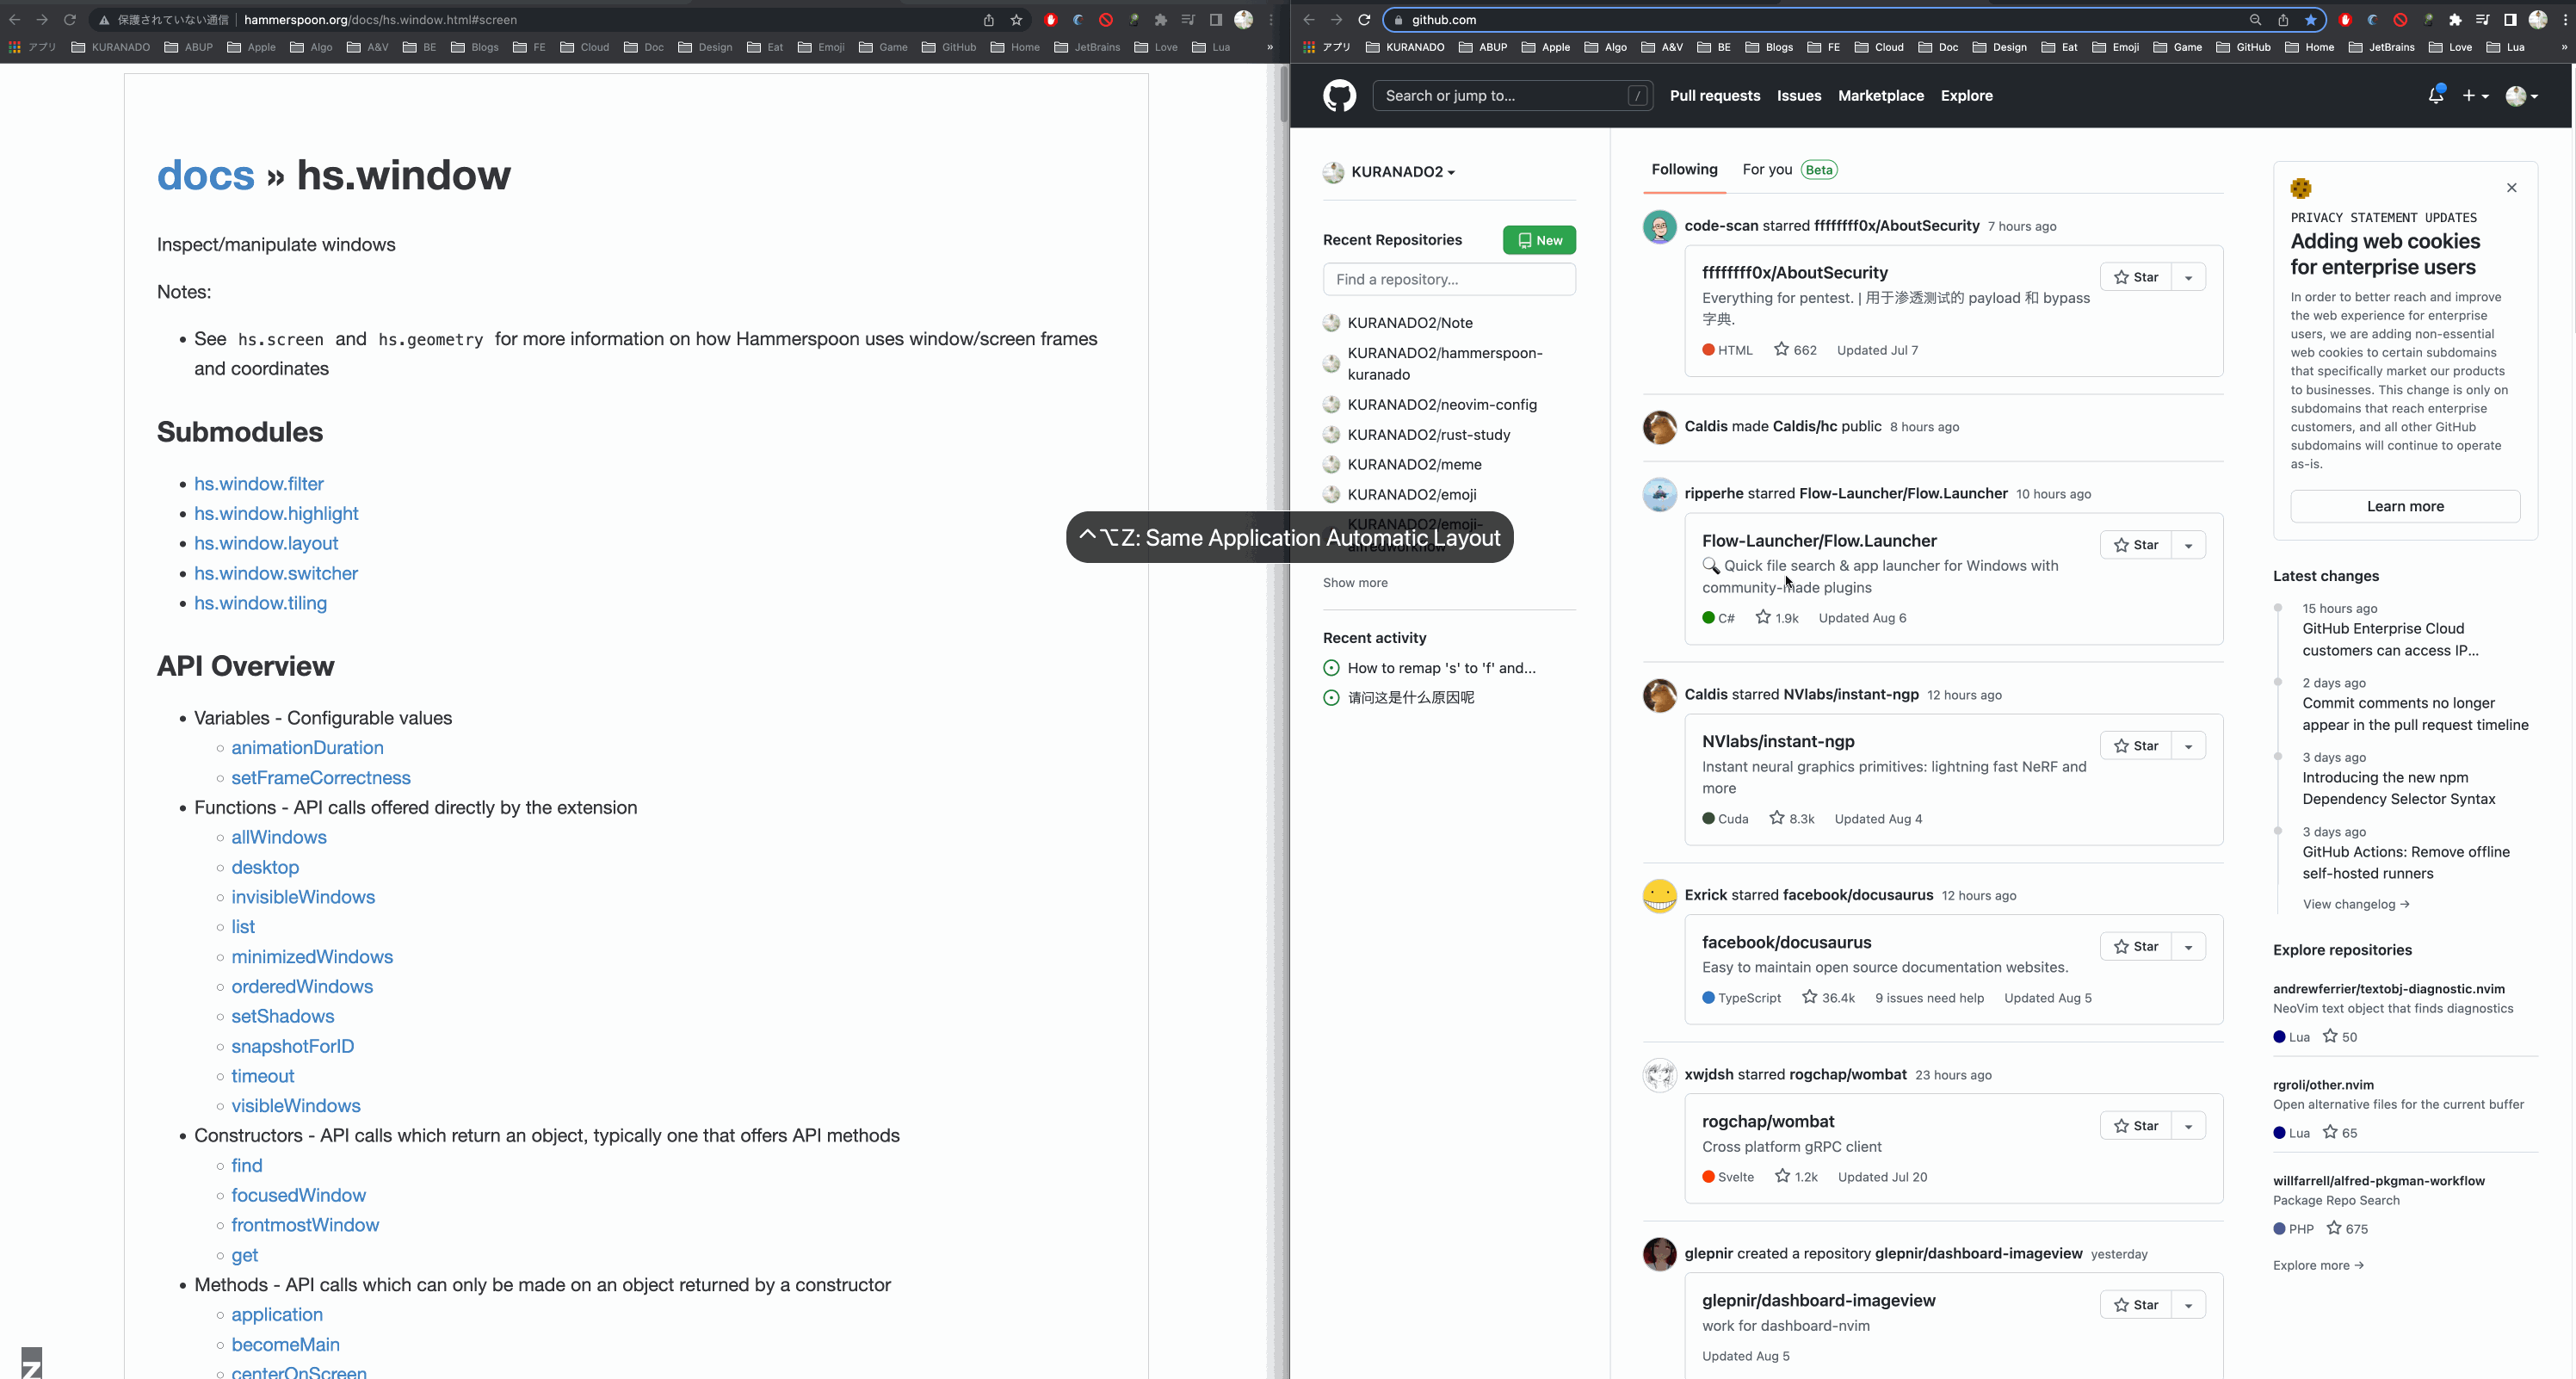 保護されていない通信 | hammerspoon.org/docs/hs.window.html#screen
アプリ KURANADO ABUP Apple Algo A&V BE Blogs FE Cloud Doc Design Eat Emoji Game GitHub Home JetBrains Love Lua »
docs » hs.window
Inspect/manipulate windows
Notes:
• See hs.screen and hs.geometry for more information on how Hammerspoon uses window/screen frames
and coordinates
Submodules
• hs.window.filter
• hs.window.highlight
• hs.window.layout
• hs.window.switcher
• hs.window.tiling
API Overview
• Variables - Configurable values
◦ animationDuration
◦ setFrameCorrectness
• Functions - API calls offered directly by the extension
◦ allWindows
◦ desktop
◦ invisibleWindows
◦ list
◦ minimizedWindows
◦ orderedWindows
◦ setShadows
◦ snapshotForID
◦ timeout
◦ visibleWindows
• Constructors - API calls which return an object, typically one that offers API methods
◦ find
◦ focusedWindow
◦ frontmostWindow
◦ get
• Methods - API calls which can only be made on an object returned by a constructor
◦ application
◦ becomeMain
◦ centerOnScreen
Z
^⌥Z: Same Application Automatic Layout
github.com
アプリ KURANADO ABUP Apple Algo A&V BE Blogs FE Cloud Doc Design Eat Emoji Game GitHub Home JetBrains Love Lua »
Search or jump to... / Pull requests Issues Marketplace Explore
KURANADO2
Recent Repositories New
Find a repository...
KURANADO2/Note
KURANADO2/hammerspoon-
kuranado
KURANADO2/neovim-config
KURANADO2/rust-study
KURANADO2/meme
KURANADO2/emoji
KURANADO2/emoji-
alfredworkflow
Show more
Recent activity
How to remap 's' to 'f' and...
请问这是什么原因呢
Following For you Beta
code-scan starred ffffffff0x/AboutSecurity 7 hours ago
ffffffff0x/AboutSecurity
Star
Everything for pentest. | 用于渗透测试的 payload 和 bypass
字典.
HTML 662 Updated Jul 7
Caldis made Caldis/hc public 8 hours ago
ripperhe starred Flow-Launcher/Flow.Launcher 10 hours ago
Flow-Launcher/Flow.Launcher
Star
🔍 Quick file search & app launcher for Windows with
community-made plugins
C# 1.9k Updated Aug 6
Caldis starred NVlabs/instant-ngp 12 hours ago
NVlabs/instant-ngp
Star
Instant neural graphics primitives: lightning fast NeRF and
more
Cuda 8.3k Updated Aug 4
Exrick starred facebook/docusaurus 12 hours ago
facebook/docusaurus
Star
Easy to maintain open source documentation websites.
TypeScript 36.4k 9 issues need help Updated Aug 5
xwjdsh starred rogchap/wombat 23 hours ago
rogchap/wombat
Star
Cross platform gRPC client
Svelte 1.2k Updated Jul 20
glepnir created a repository glepnir/dashboard-imageview yesterday
glepnir/dashboard-imageview
Star
work for dashboard-nvim
Updated Aug 5
PRIVACY STATEMENT UPDATES
Adding web cookies
for enterprise users
In order to better reach and improve
the web experience for enterprise
users, we are adding non-essential
web cookies to certain subdomains
that specifically market our products
to businesses. This change is only on
subdomains that reach enterprise
customers, and all other GitHub
subdomains will continue to operate
as-is.
Learn more
Latest changes
15 hours ago
GitHub Enterprise Cloud
customers can access IP...
2 days ago
Commit comments no longer
appear in the pull request timeline
3 days ago
Introducing the new npm
Dependency Selector Syntax
3 days ago
GitHub Actions: Remove offline
self-hosted runners
View changelog →
Explore repositories
andrewferrier/textobj-diagnostic.nvim
NeoVim text object that finds diagnostics
Lua 50
rgroli/other.nvim
Open alternative files for the current buffer
Lua 65
willfarrell/alfred-pkgman-workflow
Package Repo Search
PHP 675
Explore more →